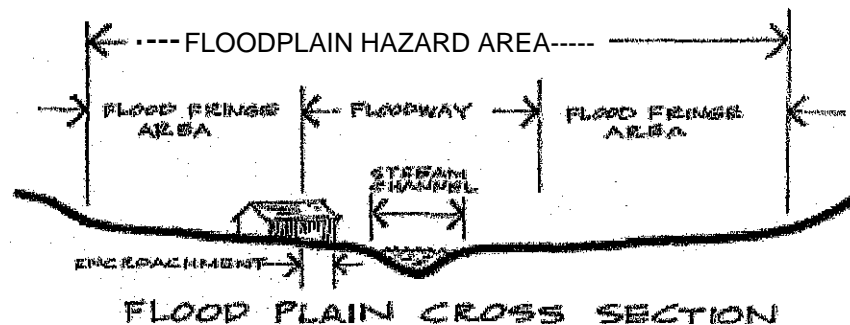 FLOODPLAIN HAZARD AREA
FLOOD FRINGE AREA
FLOODWAY
FLOOD FRINGE AREA
STREAM CHANNEL
ENCROACHMENT
FLOOD PLAIN CROSS SECTION